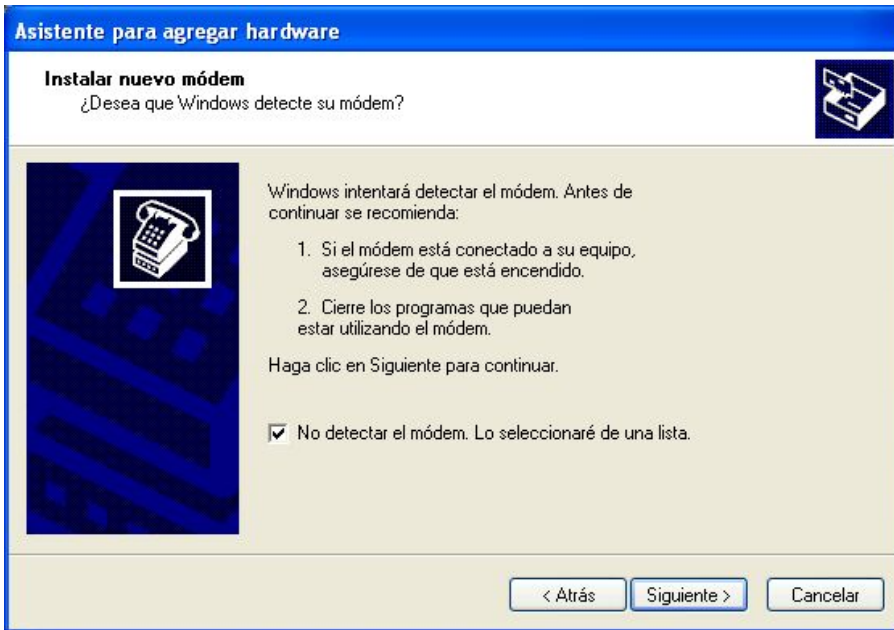 Asistente para agregar hardware
Instalar nuevo módem
¿Desea que Windows detecte su módem?
Windows intentará detectar el módem. Antes de
continuar se recomienda:
1. Si el módem está conectado a su equipo,
asegúrese de que está encendido.
2. Cierre los programas que puedan
estar utilizando el módem.
Haga clic en Siguiente para continuar.
No detectar el módem. Lo seleccionaré de una lista.
< Atrás Siguiente > Cancelar